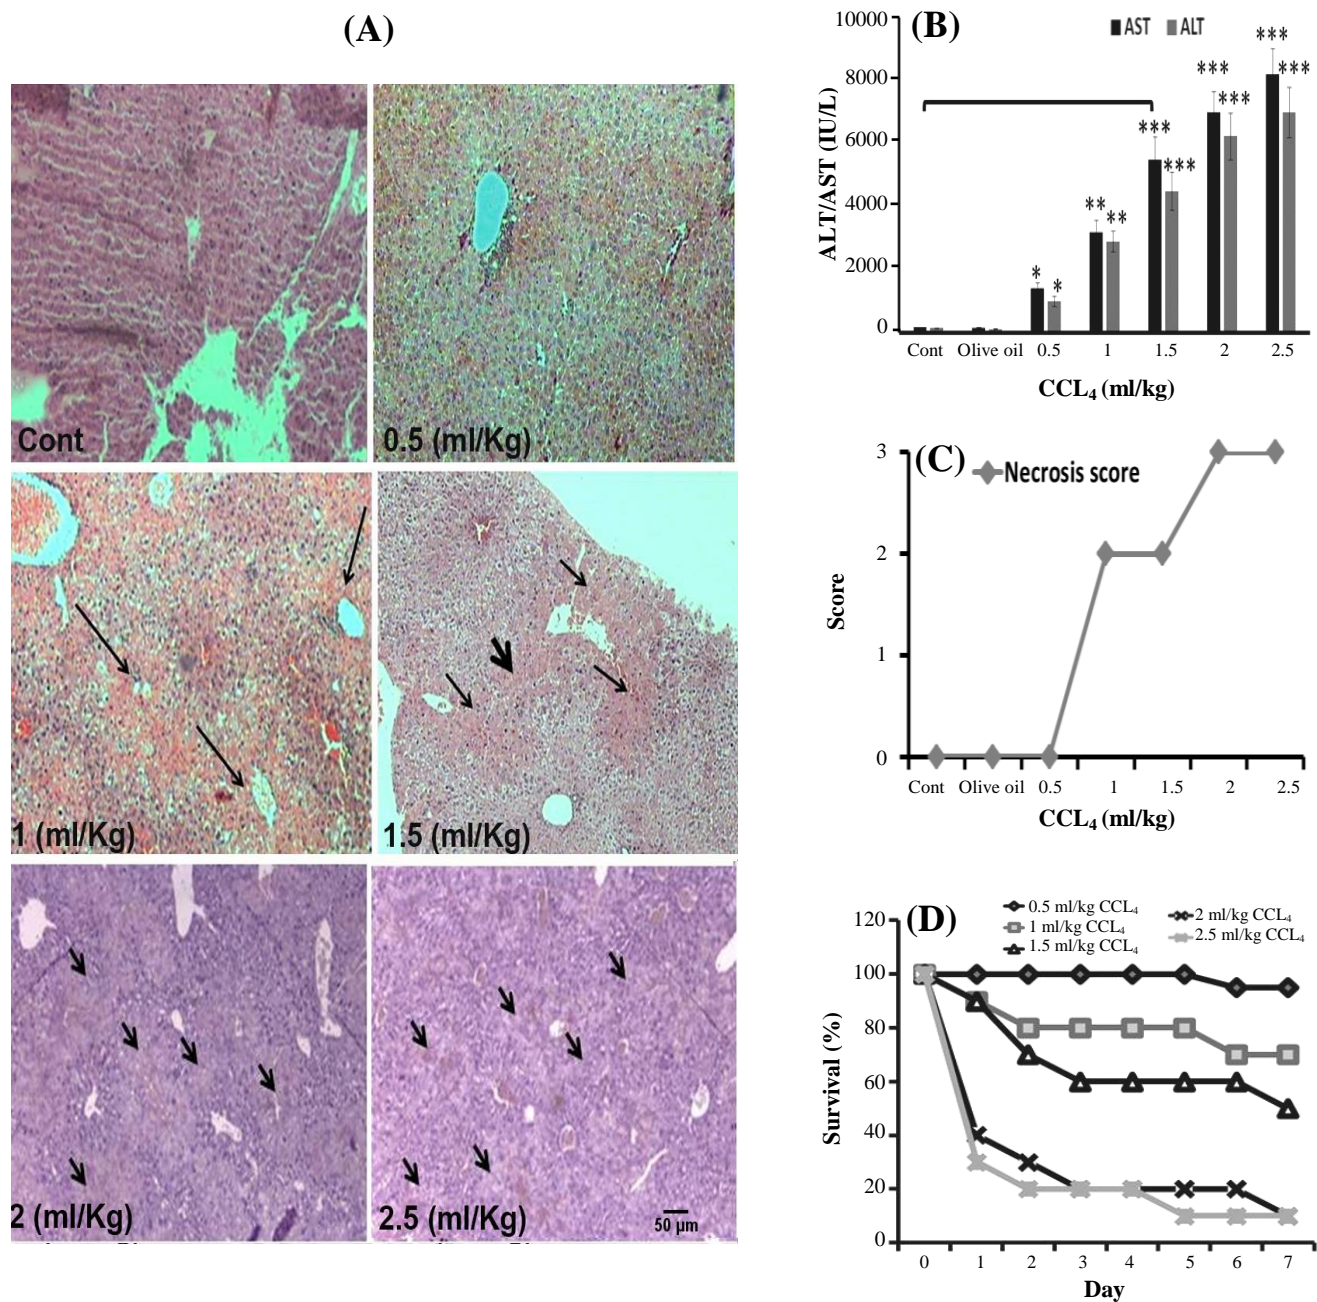 (A)
Cont
0.5 (ml/Kg)
1 (ml/Kg)
1.5 (ml/Kg)
2 (ml/Kg)
2.5 (ml/Kg)
50 µm
(B)
AST ALT
ALT/AST (IU/L)
10000
8000
6000
4000
2000
0
* * ** ** *** *** *** *** *** ***
Cont Olive oil 0.5 1 1.5 2 2.5
CCL4 (ml/kg)
(C)
Necrosis score
Score
3
2
1
0
Cont Olive oil 0.5 1 1.5 2 2.5
CCL4 (ml/kg)
(D)
0.5 ml/kg CCL4
1 ml/kg CCL4
1.5 ml/kg CCL4
2 ml/kg CCL4
2.5 ml/kg CCL4
Survival (%)
120
100
80
60
40
20
0
0 1 2 3 4 5 6 7
Day